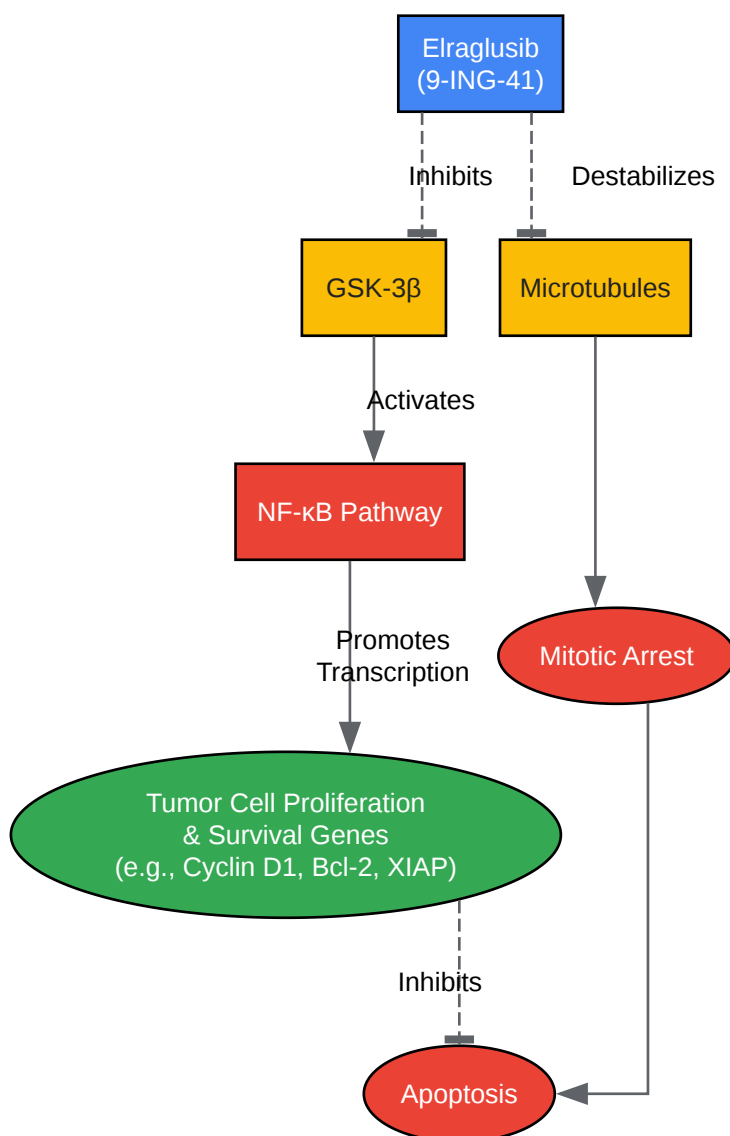 Elraglusib
(9-ING-41)
Inhibits
Destabilizes
GSK-3β
Microtubules
Activates
NF-κB Pathway
Promotes
Transcription
Mitotic Arrest
Tumor Cell Proliferation
& Survival Genes
(e.g., Cyclin D1, Bcl-2, XIAP)
Inhibits
Apoptosis